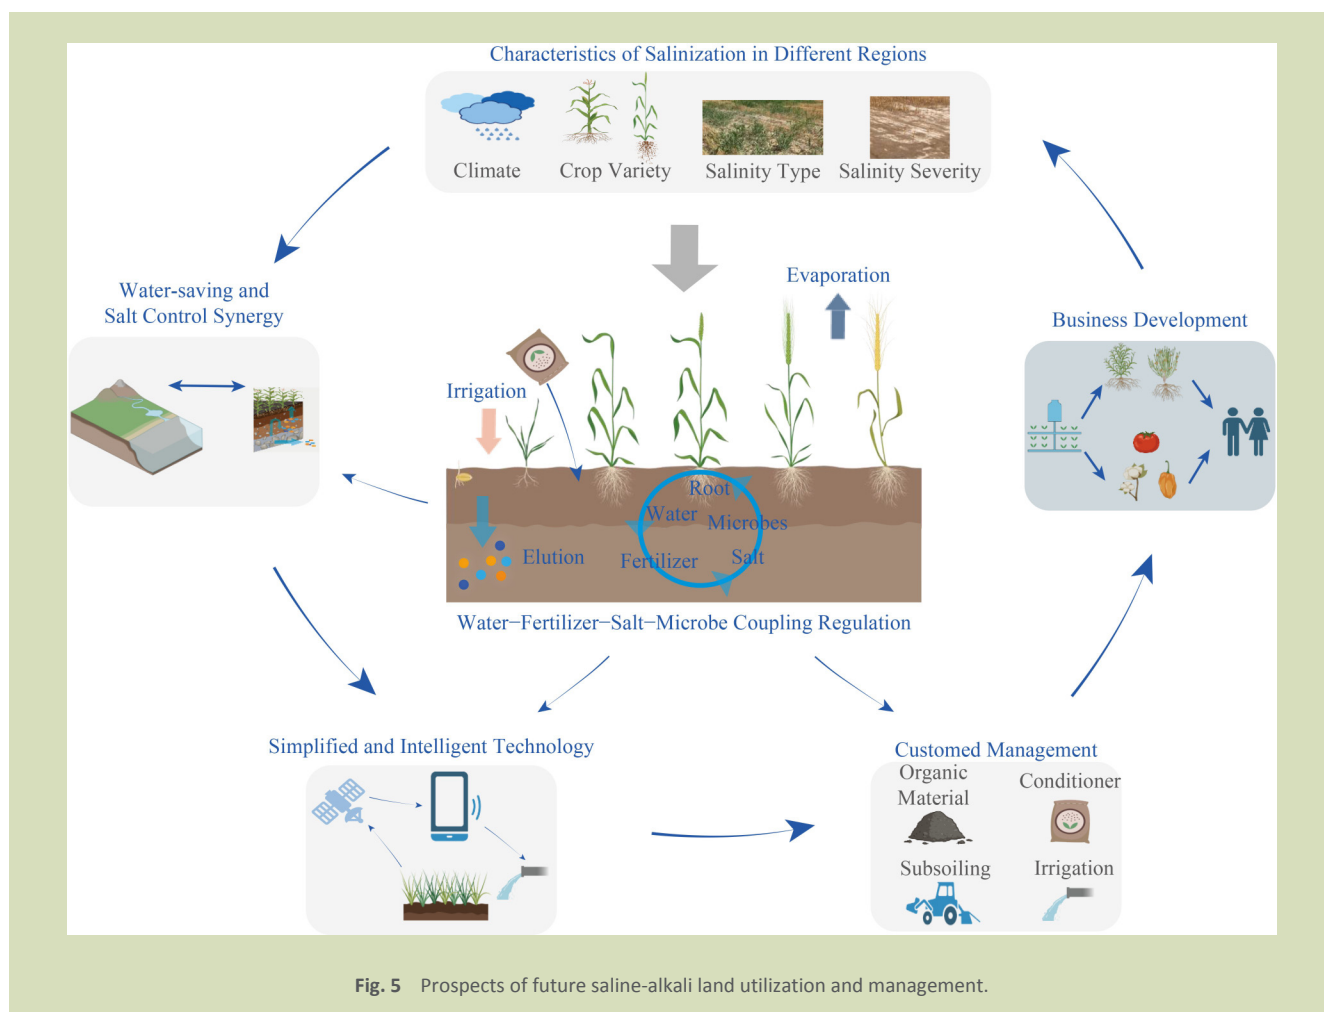 Characteristics of Salinization in Different Regions
Climate
Crop Variety
Salinity Type
Salinity Severity
Water-saving and
Salt Control Synergy
Evaporation
Business Development
Irrigation
Root
Water
Microbes
Elution
Fertilizer
Salt
Water−Fertilizer−Salt−Microbe Coupling Regulation
Simplified and Intelligent Technology
Customed Management
Organic
Material
Conditioner
Subsoiling
Irrigation
Fig. 5 Prospects of future saline-alkali land utilization and management.